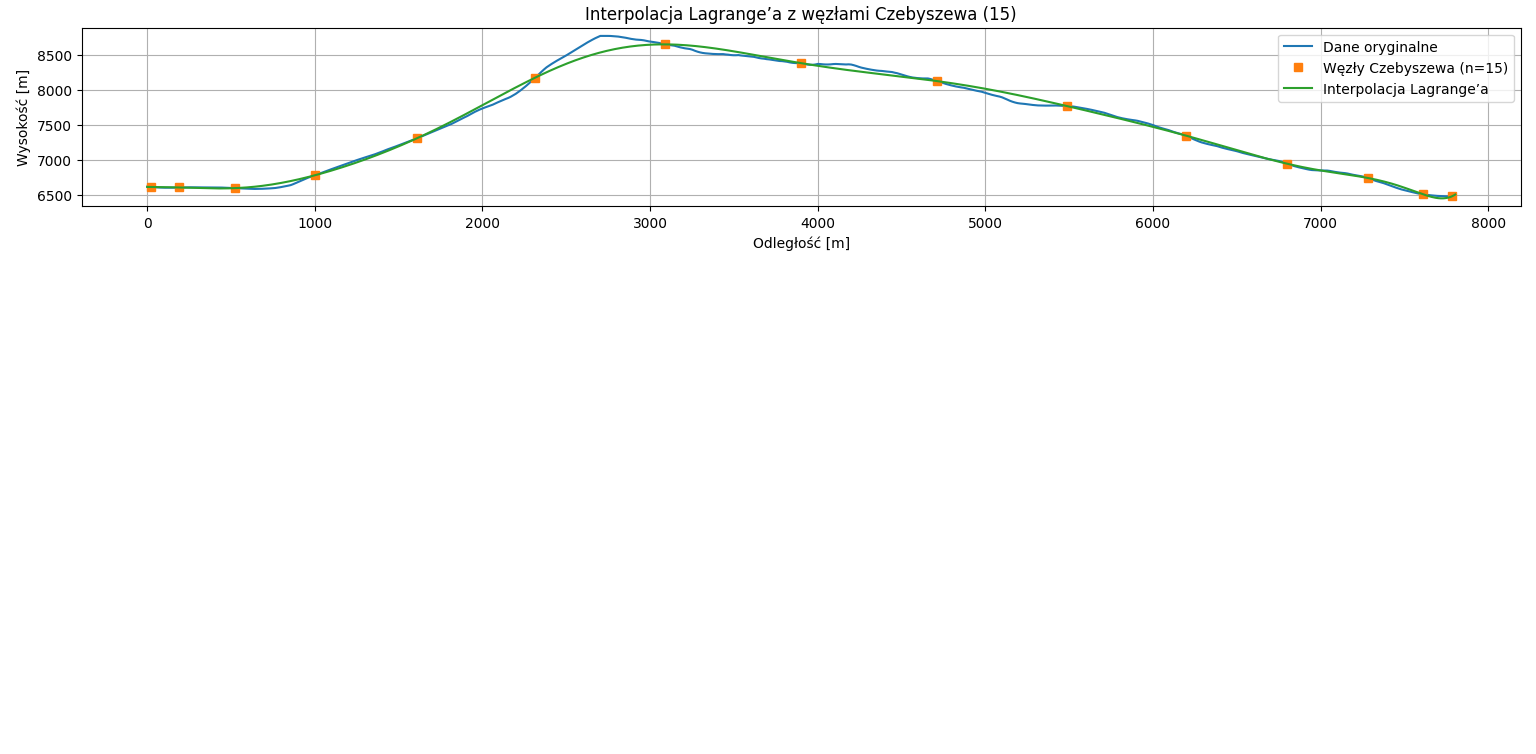 Interpolacja Lagrange’a z węzłami Czebyszewa (15)
Wysokość [m]
8500
8000
7500
7000
6500
Dane oryginalne
Węzły Czebyszewa (n=15)
Interpolacja Lagrange’a
0
1000
2000
3000
4000
5000
6000
7000
8000
Odległość [m]